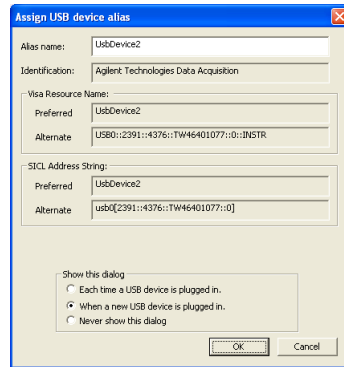 Assign USB device alias
Alias name: UsbDevice2
Identification: Agilent Technologies Data Acquisition
Visa Resource Name:
Preferred UsbDevice2
Alternate USB0::2391::4376::TW46401077::0::INSTR
SICL Address String:
Preferred UsbDevice2
Alternate usb0[2391::4376::TW46401077::0]
Show this dialog
Each time a USB device is plugged in.
When a new USB device is plugged in.
Never show this dialog
OK Cancel